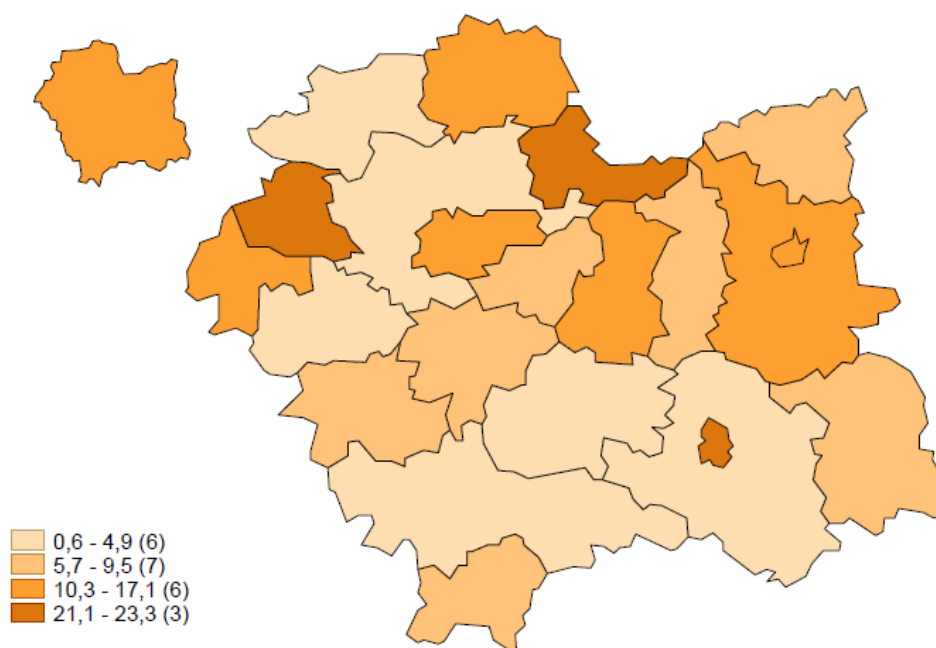 0,6 - 4,9 (6)
5,7 - 9,5 (7)
10,3 - 17,1 (6)
21,1 - 23,3 (3)